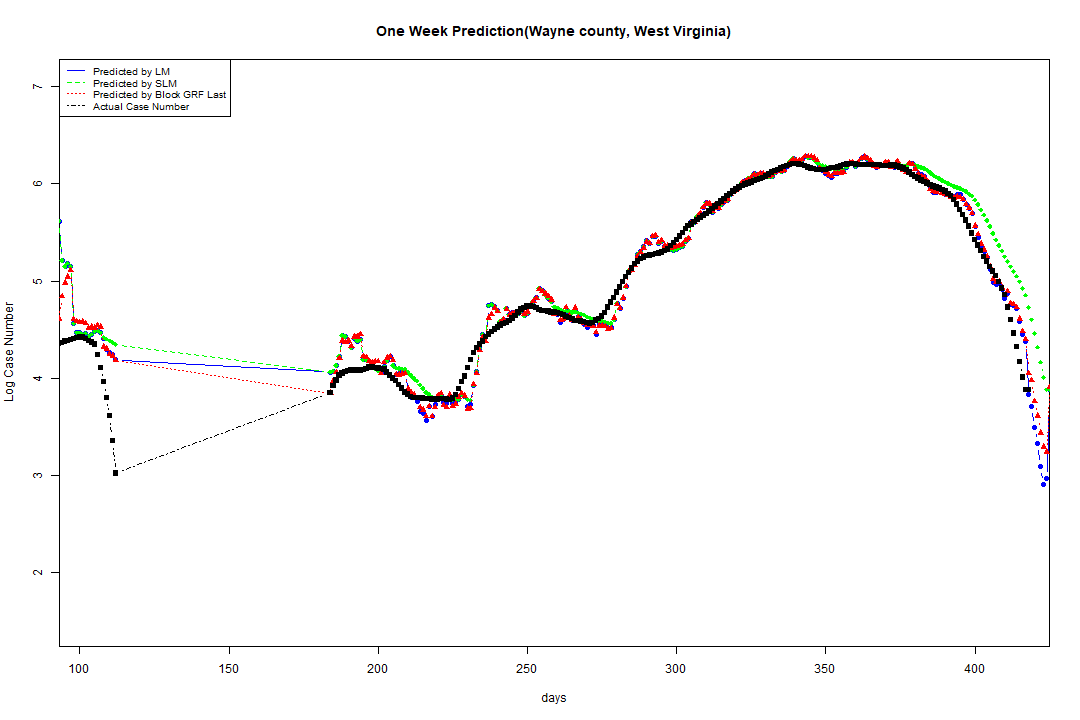 One Week Prediction(Wayne county, West Virginia)
Predicted by LM
Predicted by SLM
Predicted by Block GRF Last
Actual Case Number
7
6
5
4
3
2
Log Case Number
100 150 200 250 300 350 400
days